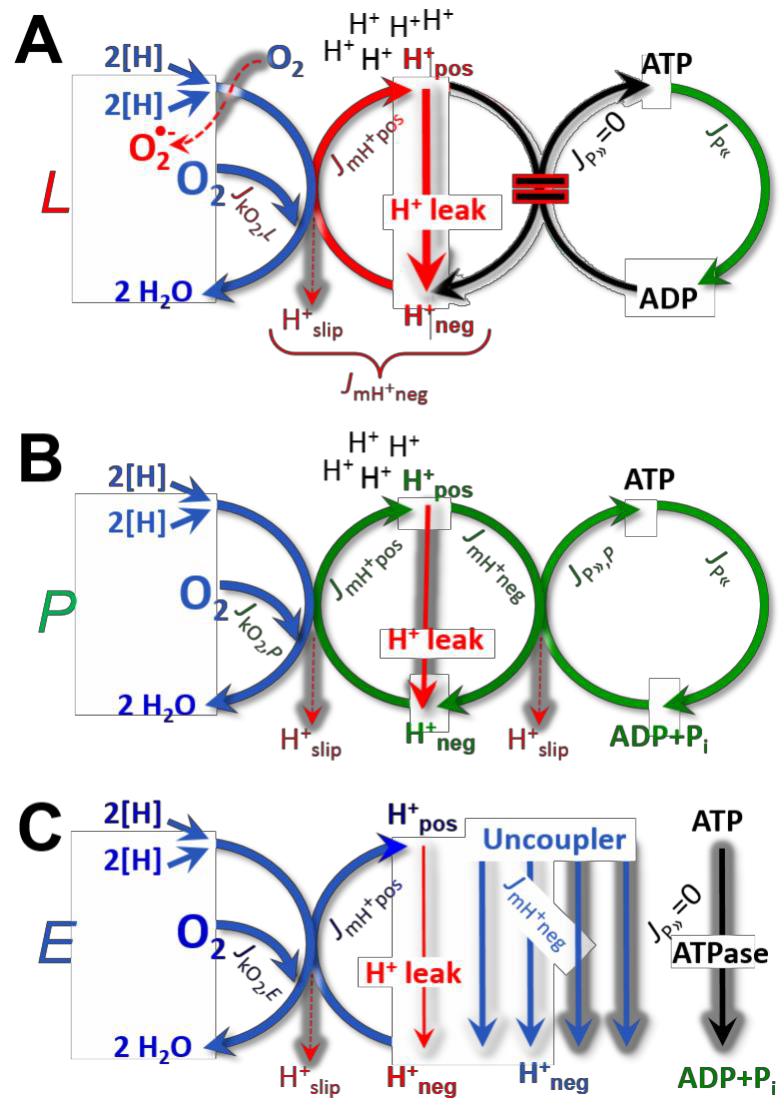 A
H⁺ H⁺ H⁺
H⁺ H⁺ H⁺pos
2[H]
O₂
ATP
2[H]
O₂•-
JmH⁺pos
JP»=0
JP«
L
O₂
JkO₂,L
H⁺ leak
2 H₂O
ADP
H⁺slip
H⁺neg
JmH⁺neg
B
H⁺ H⁺
H⁺ H⁺ H⁺pos
2[H]
ATP
2[H]
JmH⁺pos
JmH⁺neg
JP»,P
JP«
P
O₂
JkO₂,P
H⁺ leak
2 H₂O
H⁺slip
H⁺neg
H⁺slip
ADP+Pi
C
2[H]
H⁺pos
ATP
2[H]
Uncoupler
JmH⁺pos
JmH⁺neg
JP»=0
E
O₂
JkO₂,E
H⁺ leak
ATPase
2 H₂O
H⁺slip
H⁺neg
H⁺neg
ADP+Pi